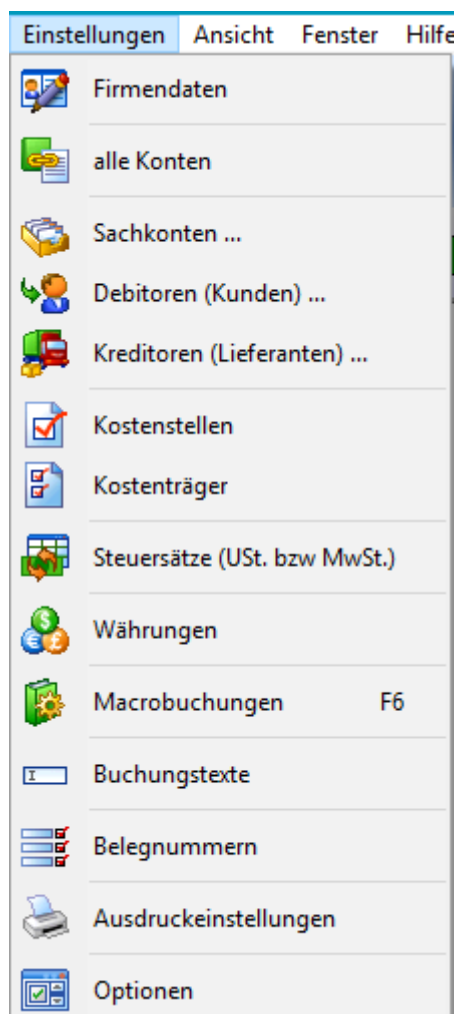 Einstellungen Ansicht Fenster Hilfe
Firmendaten
alle Konten
Sachkonten ...
Debitoren (Kunden) ...
Kreditoren (Lieferanten) ...
Kostenstellen
Kostenträger
Steuersätze (USt. bzw MwSt.)
Währungen
Macrobuchungen F6
Buchungstexte
Belegnummern
Ausdruckeinstellungen
Optionen